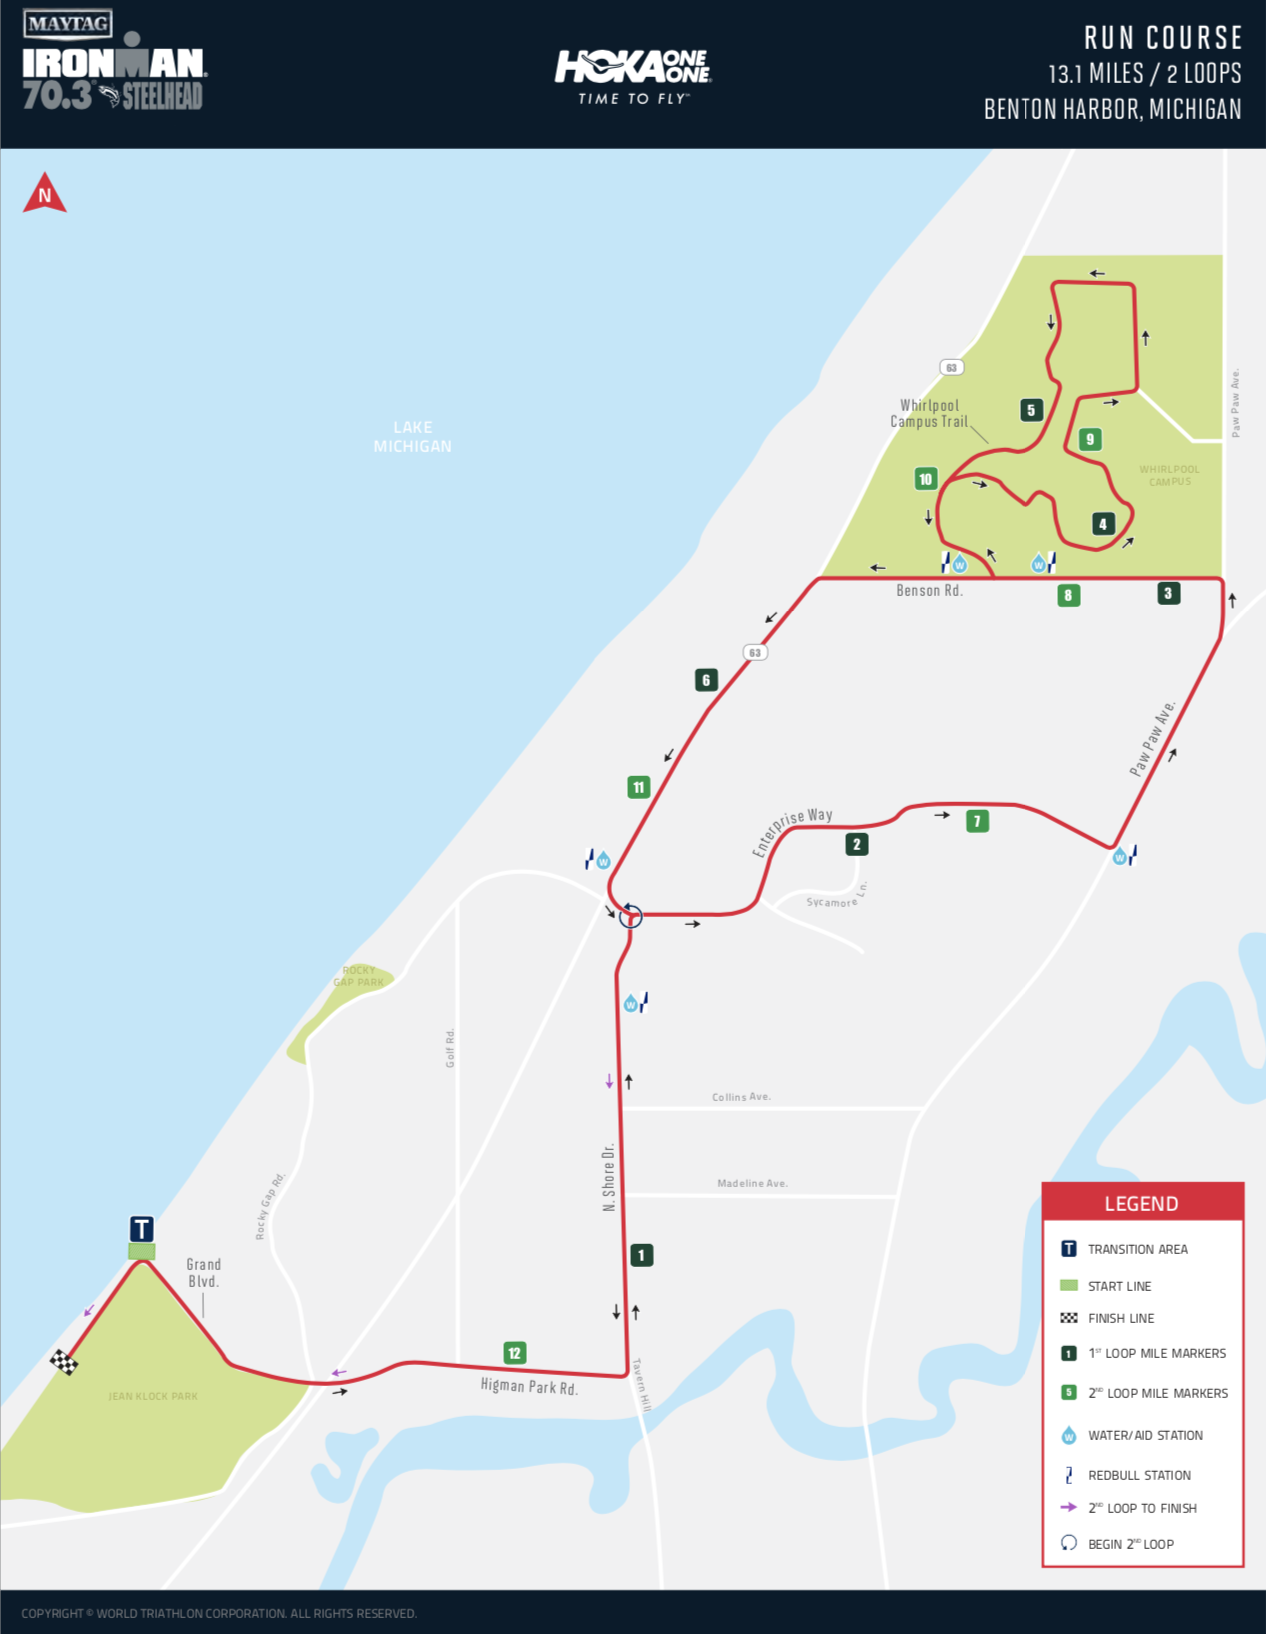 MAYTAG
IRONMAN
70.3 STEELHEAD
HOKA ONE ONE
TIME TO FLY™
RUN COURSE
13.1 MILES / 2 LOOPS
BENTON HARBOR, MICHIGAN
N
63
Whirlpool
Campus Trail
5
9
Paw Paw Ave.
LAKE
MICHIGAN
WHIRLPOOL
CAMPUS
10
4
W
W
Benson Rd.
8
3
63
6
Paw Paw Ave.
11
Enterprise Way
7
2
W
W
Sycamore Ln.
ROCKY
GAP PARK
W
Golf Rd.
Collins Ave.
N. Shore Dr.
Madeline Ave.
Rocky Gap Rd.
T
1
Grand
Blvd.
12
Higman Park Rd.
Tavern Hill
JEAN KLOCK PARK
LEGEND
T TRANSITION AREA
START LINE
FINISH LINE
1 1ST LOOP MILE MARKERS
5 2ND LOOP MILE MARKERS
W WATER/AID STATION
REDBULL STATION
2ND LOOP TO FINISH
BEGIN 2ND LOOP
COPYRIGHT © WORLD TRIATHLON CORPORATION. ALL RIGHTS RESERVED.